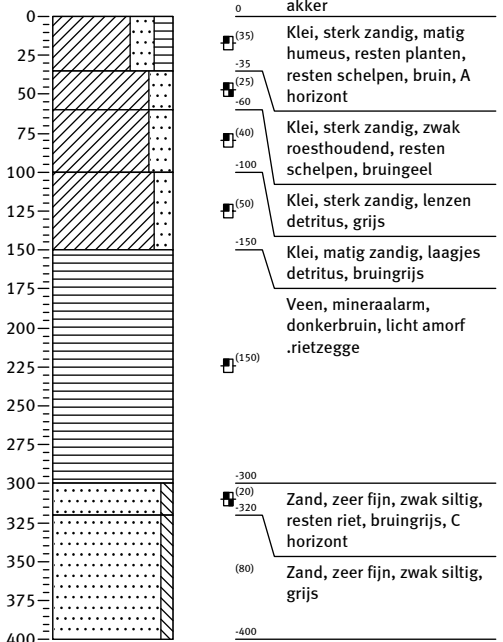 akker
0
0
(35)
Klei, sterk zandig, matig
humeus, resten planten,
resten schelpen, bruin, A
horizont
25
-35
(25)
50
-60
Klei, sterk zandig, zwak
roesthoudend, resten
schelpen, bruingeel
75
(40)
100
-100
Klei, sterk zandig, lenzen
detritus, grijs
125
(50)
150
-150
Klei, matig zandig, laagjes
detritus, bruingrijs
175
Veen, mineraalarm,
donkerbruin, licht amorf
.rietzegge
200
225
(150)
250
275
300
-300
(20)
-320
Zand, zeer fijn, zwak siltig,
resten riet, bruingrijs, C
horizont
325
350
(80)
Zand, zeer fijn, zwak siltig,
grijs
375
400
-400